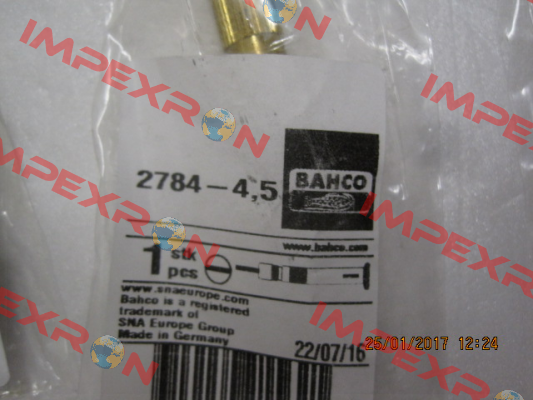 IMPEXRON
IMPEXRON
IMPEXRON
IMPEXRON
IMPEXRON
2784-4,5
BAHCO
www.bahco.com
1 stk
pcs
www.snaeurope.com
Bahco is a registered
trademark of
SNA Europe Group
Made in Germany
22/07/16
25/01/2017 12:24